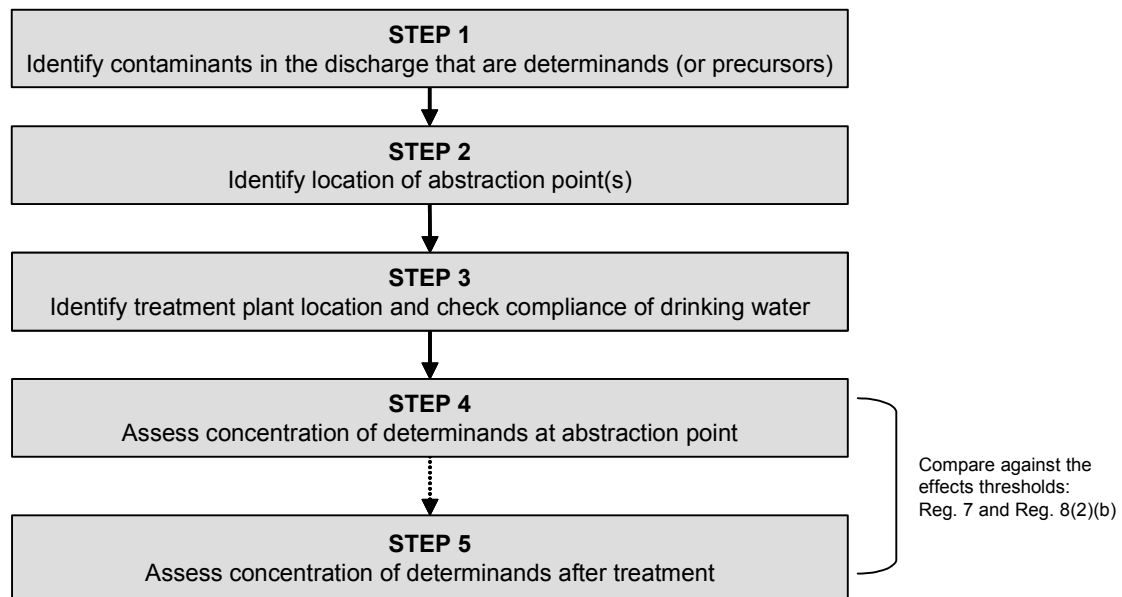 STEP 1
Identify contaminants in the discharge that are determinands (or precursors)
STEP 2
Identify location of abstraction point(s)
STEP 3
Identify treatment plant location and check compliance of drinking water
STEP 4
Assess concentration of determinands at abstraction point
Compare against the
effects thresholds:
Reg. 7 and Reg. 8(2)(b)
STEP 5
Assess concentration of determinands after treatment